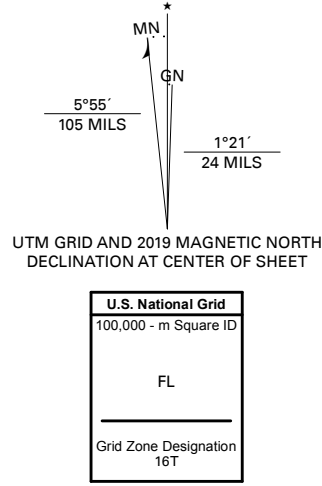 ★
MN
GN
5°55´
105 MILS
1°21´
24 MILS
UTM GRID AND 2019 MAGNETIC NORTH
DECLINATION AT CENTER OF SHEET
U.S. National Grid
100,000 - m Square ID
FL
Grid Zone Designation
16T